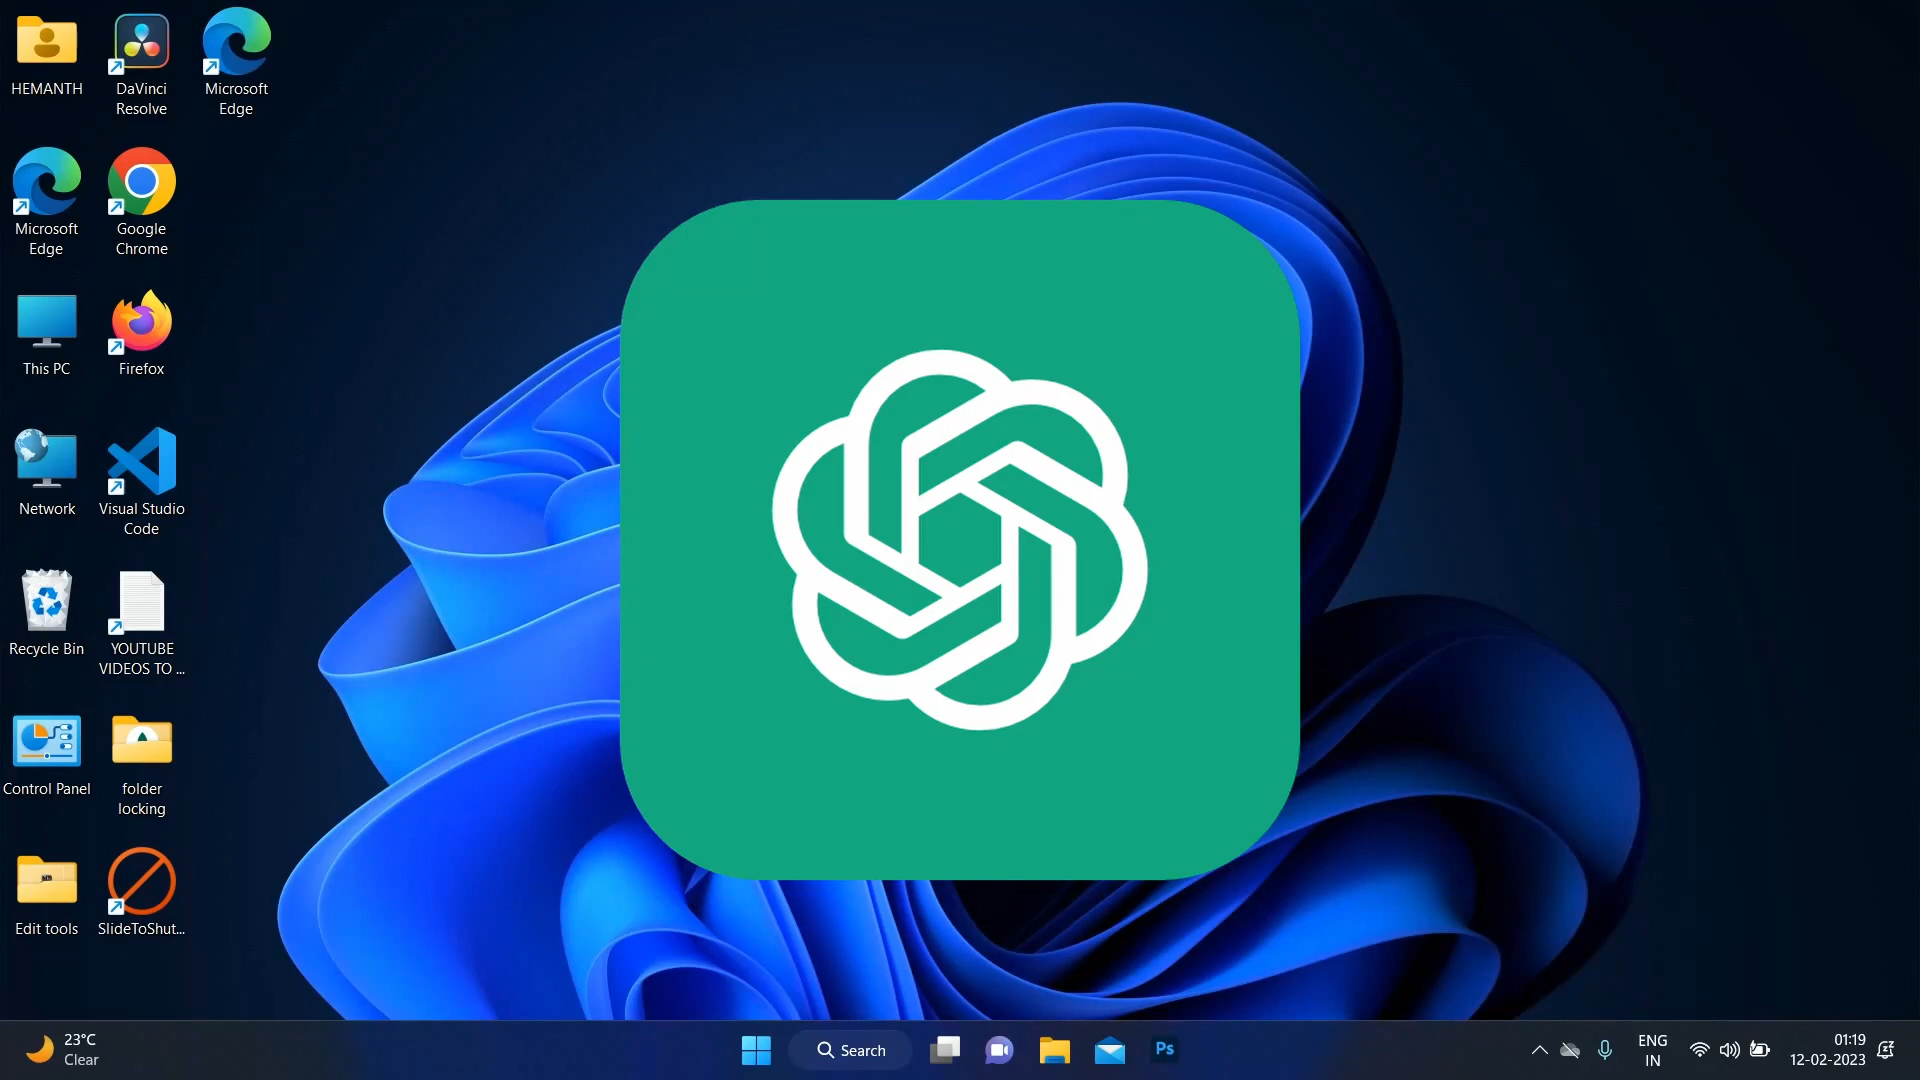 HEMANTH
DaVinci
Resolve
Microsoft
Edge
Microsoft
Edge
Google
Chrome
This PC
Firefox
Network
Visual Studio
Code
Recycle Bin
YOUTUBE
VIDEOS TO ...
Control Panel
folder
locking
Edit tools
SlideToShut...
23°C
Clear
Search
Ps
ENG
IN
01:19
12-02-2023